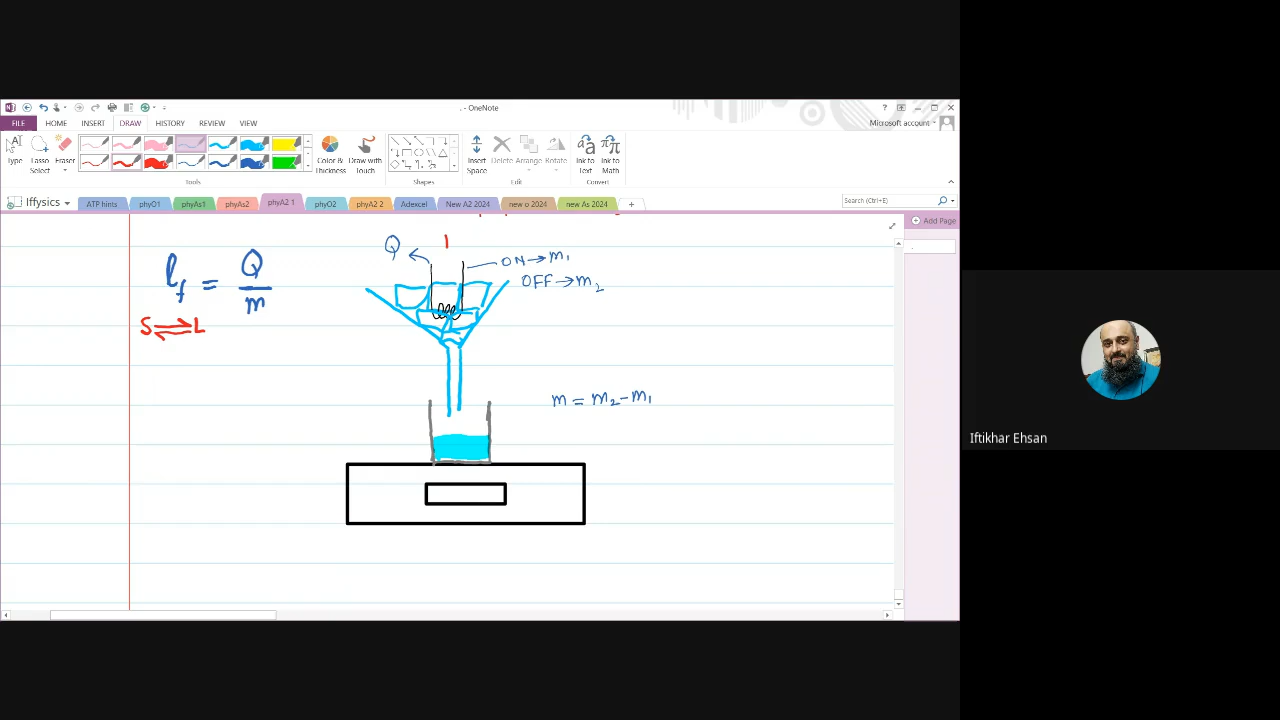 . - OneNote
FILE HOME INSERT DRAW HISTORY REVIEW VIEW
Microsoft account
Type
Lasso Select
Eraser
Color & Thickness
Draw with Touch
Insert Space
Delete
Arrange
Rotate
Ink to Text
Ink to Math
Tools
Shapes
Edit
Convert
Iffysics
ATP hints phyO1 phyAs1 phyAs2 phyA2 1 phyO2 phyA2 2 Adexcel New A2 2024 new o 2024 new As 2024
Search (Ctrl+E)
Add Page
.
lf = Q/m
S ⇌ L
Q
1
ON → m₁
OFF → m₂
m = m₂ - m₁
Iftikhar Ehsan